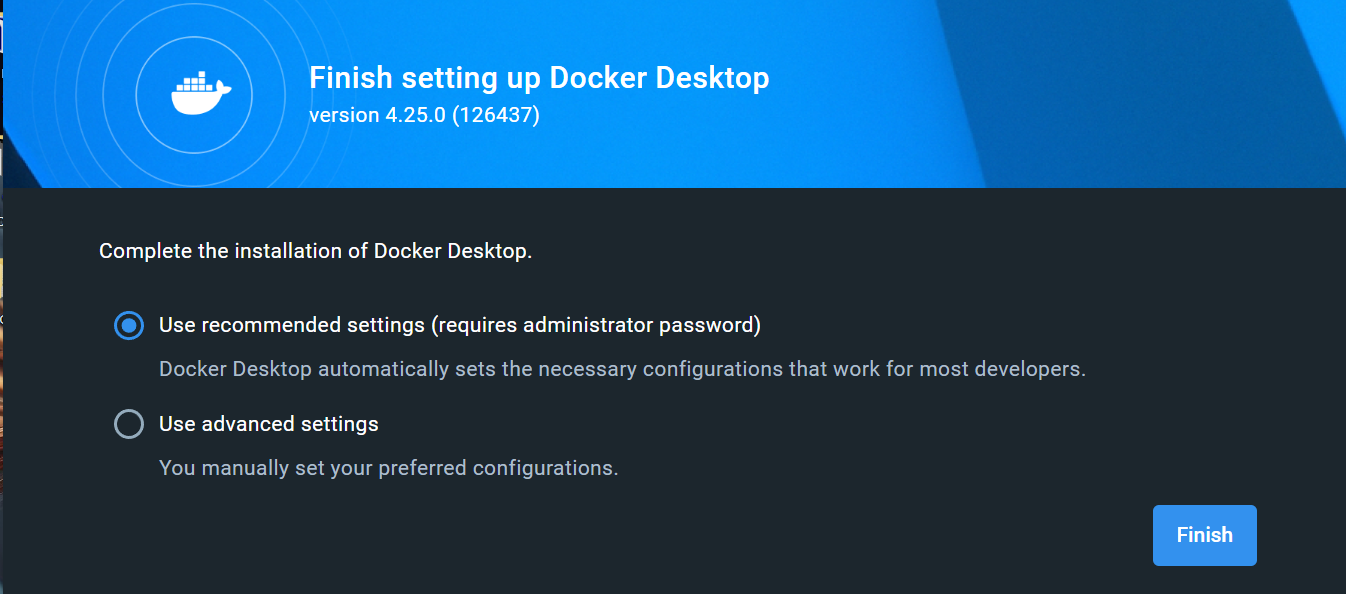 Finish setting up Docker Desktop
version 4.25.0 (126437)
Complete the installation of Docker Desktop.
Use recommended settings (requires administrator password)
Docker Desktop automatically sets the necessary configurations that work for most developers.
Use advanced settings
You manually set your preferred configurations.
Finish